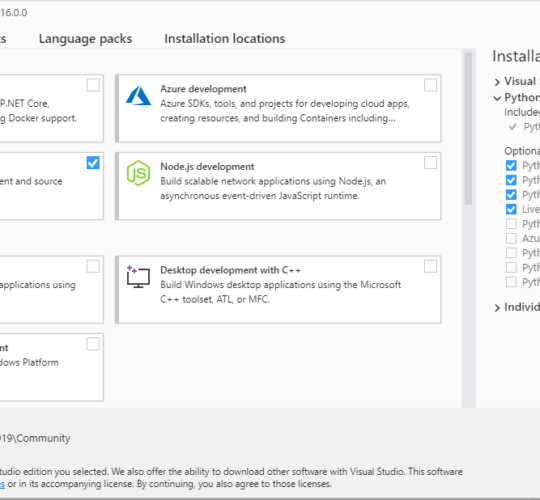 16.0.0
Language packs
Installation locations
Installa
P.NET Core,
g Docker support.
Azure development
Azure SDKs, tools, and projects for developing cloud apps,
creating resources, and building Containers including...
ent and source
Node.js development
Build scalable network applications using Node.js, an
asynchronous event-driven JavaScript runtime.
applications using
Desktop development with C++
Build Windows desktop applications using the Microsoft
C++ toolset, ATL, or MFC.
nt
dows Platform
Visual S
Python
Include
Pyth
Optiona
Pyth
Pyth
Pyth
Live
Pyth
Azu
Pyth
Pyth
Pyth
Individ
019\Community
tudio edition you selected. We also offer the ability to download other software with Visual Studio. This software
s or in its accompanying license. By continuing, you also agree to those licenses.